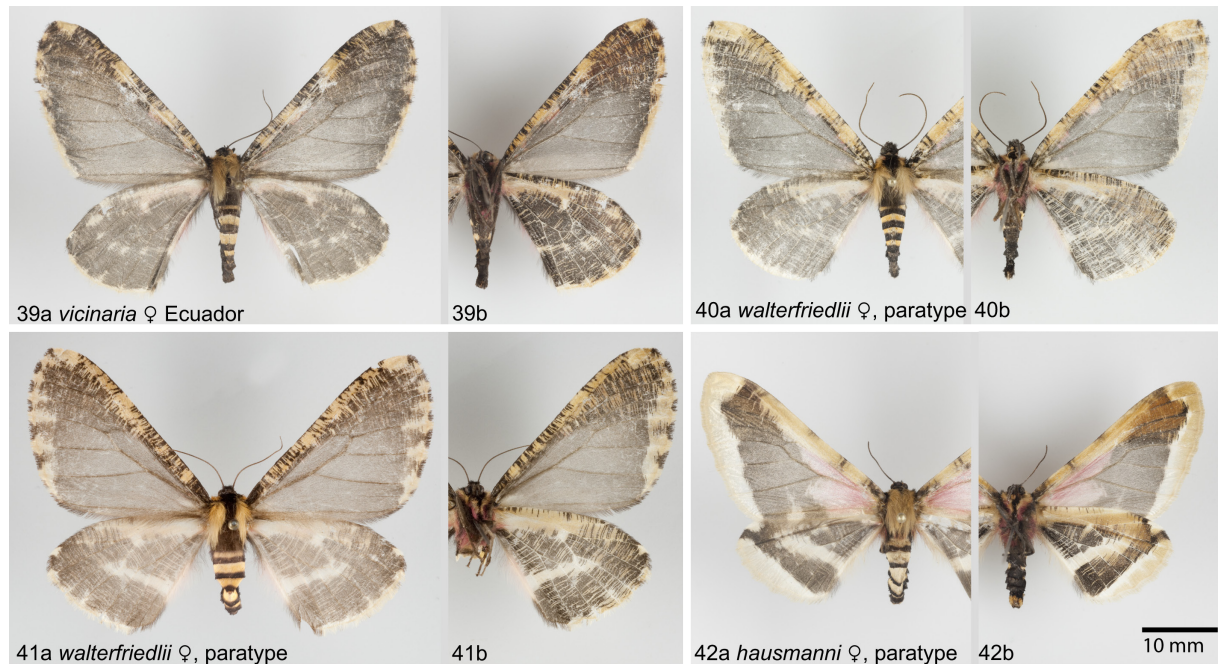 39a vicinaria ♀ Ecuador
39b
40a walterfriedlii ♀, paratype
40b
41a walterfriedlii ♀, paratype
41b
42a hausmanni ♀, paratype
42b
10 mm